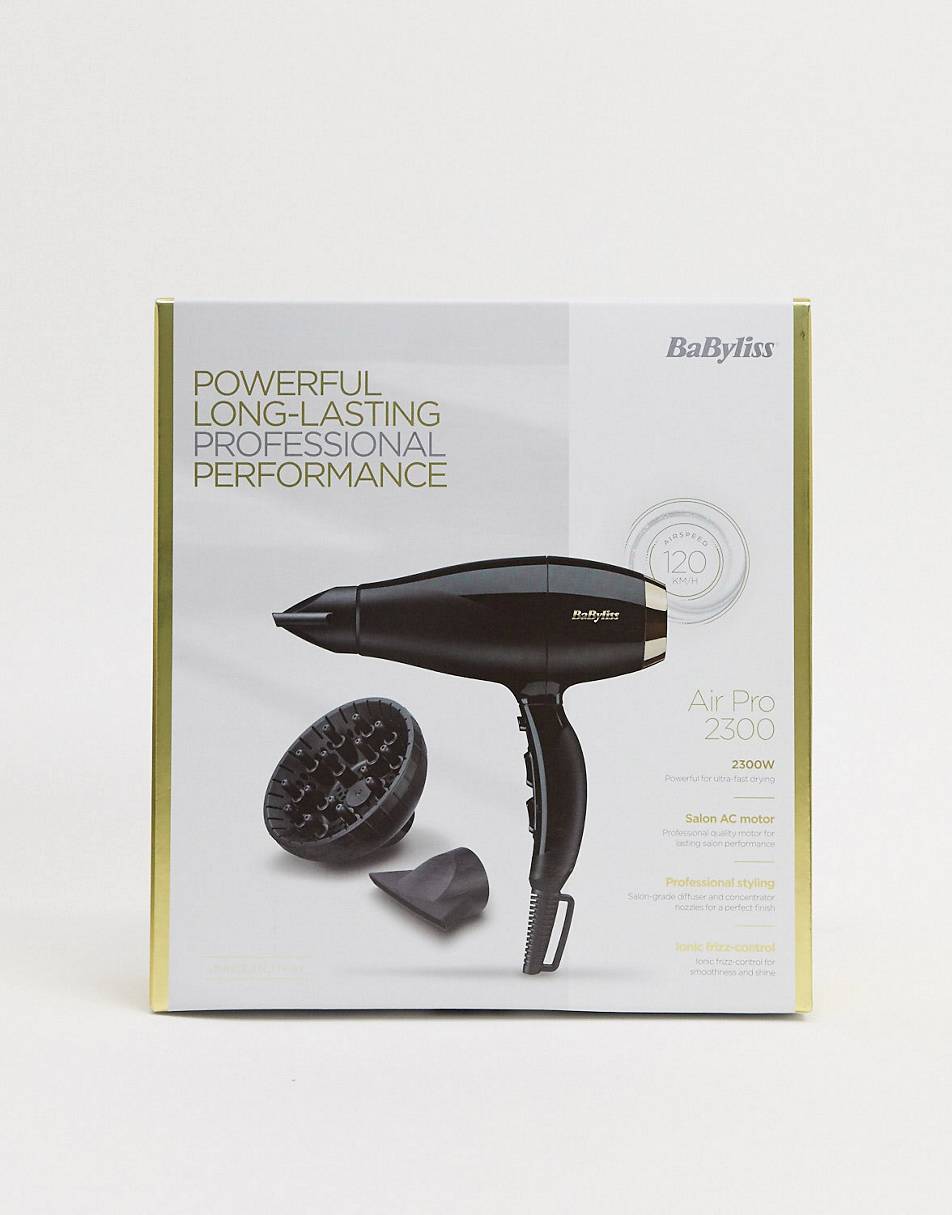 BaByliss
POWERFUL
LONG-LASTING
PROFESSIONAL
PERFORMANCE
AIRSPEED
120
KM/H
BaByliss
Air Pro
2300
2300W
Powerful for ultra-fast drying
Salon AC motor
Professional quality motor for
lasting salon performance
Professional styling
Salon-grade diffuser and concentrator
nozzles for a perfect finish
Ionic frizz-control
Ionic frizz-control for
smoothness and shine